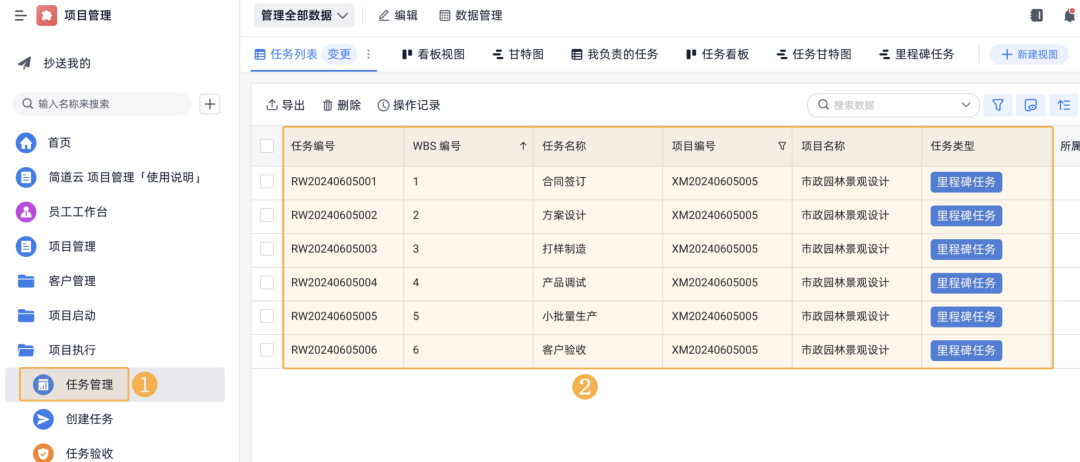 项目管理
抄送我的
输入名称来搜索
首页
简道云 项目管理「使用说明」
员工工作台
项目管理
客户管理
项目启动
项目执行
任务管理 1
创建任务
任务验收
管理全部数据 编辑 数据管理
任务列表 变更 看板视图 甘特图 我负责的任务 任务看板 任务甘特图 里程碑任务 新建视图
导出 删除 操作记录 搜索数据
任务编号 WBS 编号 任务名称 项目编号 项目名称 任务类型 所属
RW20240605001 1 合同签订 XM20240605005 市政园林景观设计 里程碑任务
RW20240605002 2 方案设计 XM20240605005 市政园林景观设计 里程碑任务
RW20240605003 3 打样制造 XM20240605005 市政园林景观设计 里程碑任务
RW20240605004 4 产品调试 XM20240605005 市政园林景观设计 里程碑任务
RW20240605005 5 小批量生产 XM20240605005 市政园林景观设计 里程碑任务
RW20240605006 6 客户验收 XM20240605005 市政园林景观设计 里程碑任务
2